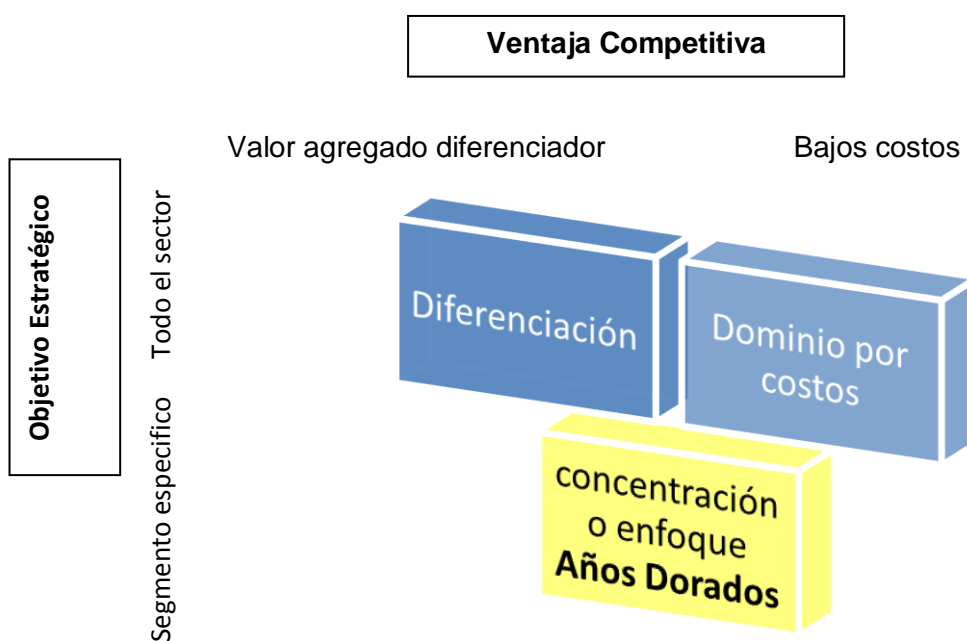 Ventaja Competitiva
Valor agregado diferenciador
Bajos costos
Objetivo Estratégico
Todo el sector
Segmento especifico
Diferenciación
Dominio por
costos
concentración
o enfoque
Años Dorados